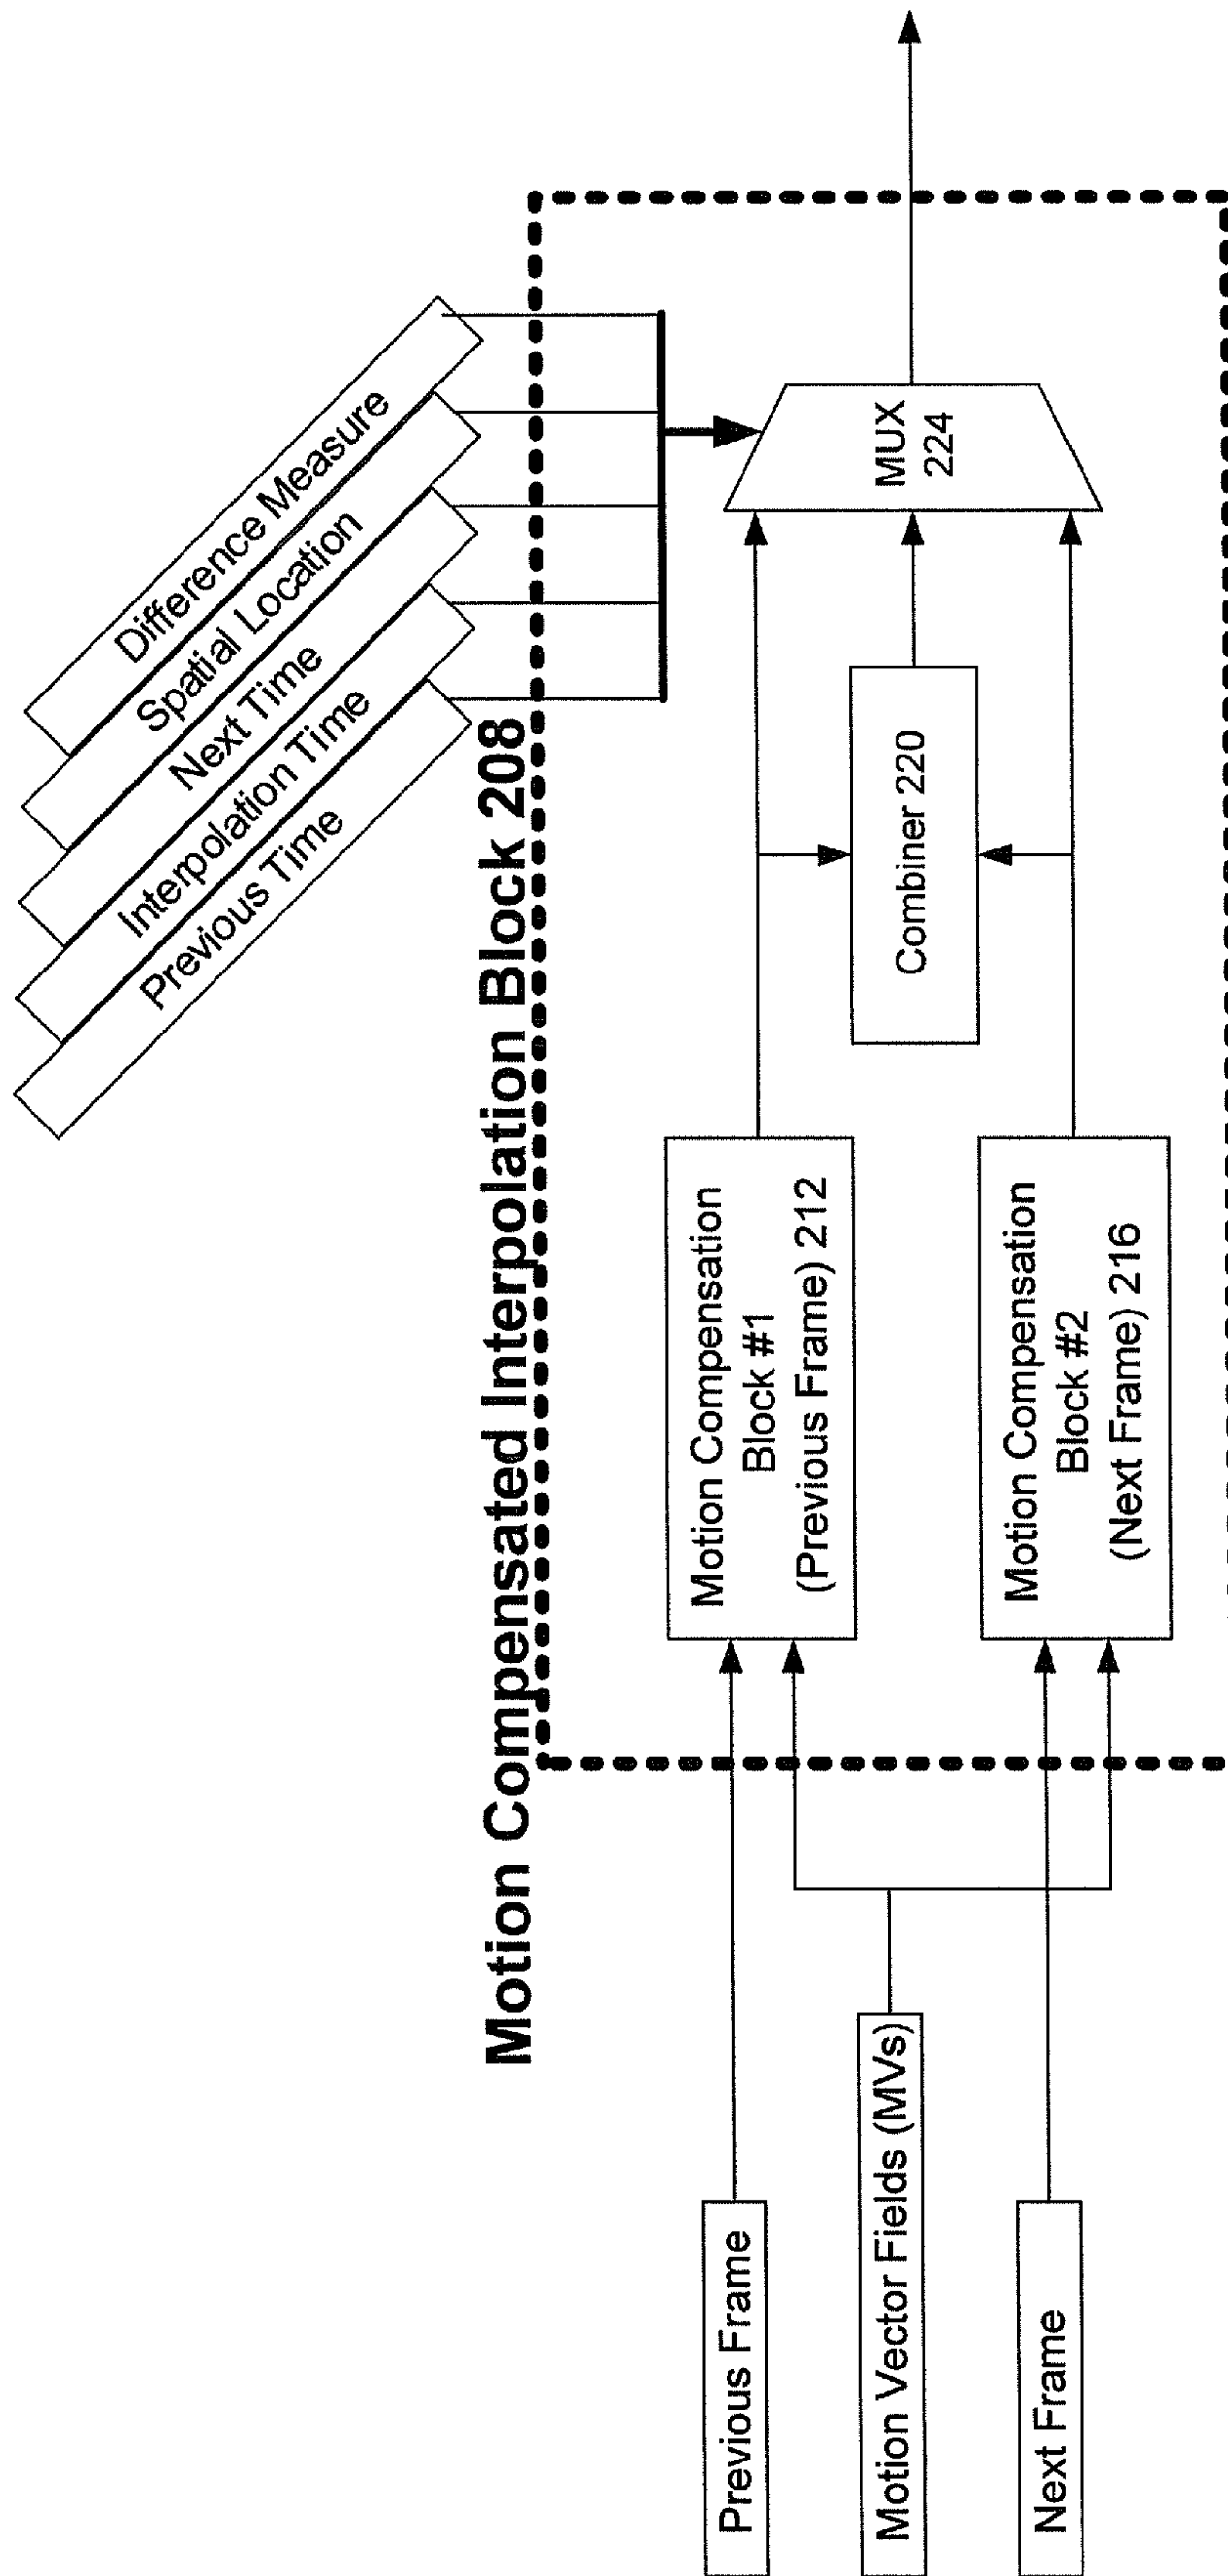 Previous Time
Interpolation Time
Next Time
Spatial Location
Difference Measure
Motion Compensated Interpolation Block 208
Previous Frame
Motion Vector Fields (MVs)
Next Frame
Motion Compensation
Block #1
(Previous Frame) 212
Motion Compensation
Block #2
(Next Frame) 216
Combiner 220
MUX
224